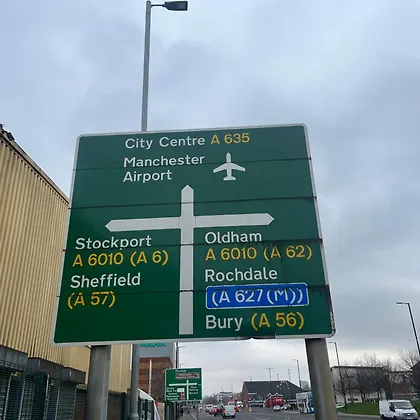 City Centre A 635
Manchester
Airport
Stockport
A 6010 (A 6)
Sheffield
(A 57)
Oldham
A 6010 (A 62)
Rochdale
(A 627(M))
Bury (A 56)